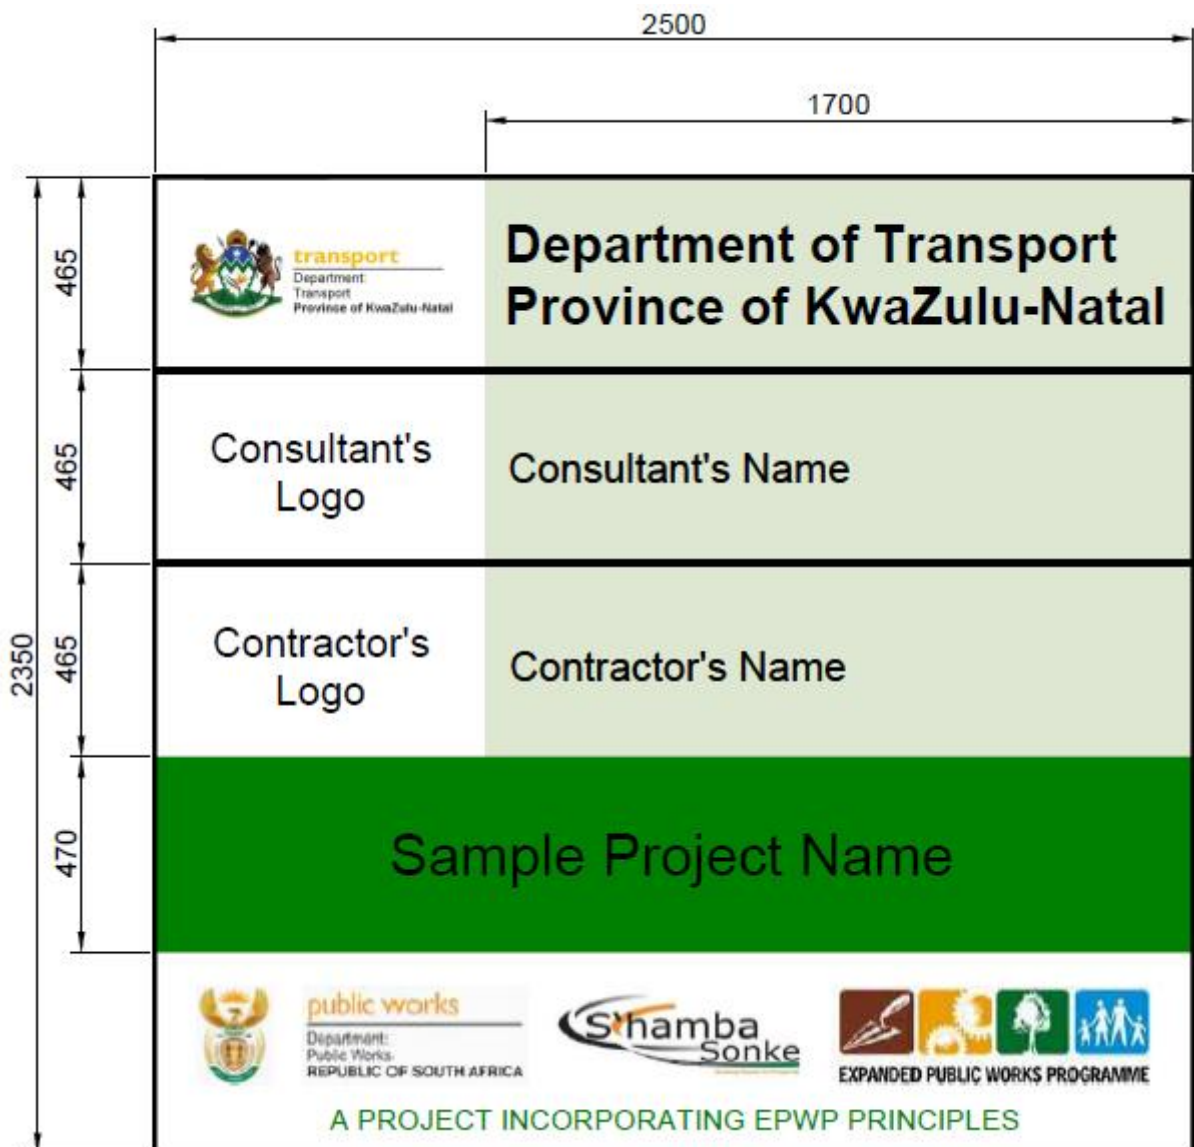 2500
1700
465
transport
Department:
Transport
Province of KwaZulu-Natal
Department of Transport
Province of KwaZulu-Natal
465
Consultant's
Logo
Consultant's Name
2350
465
Contractor's
Logo
Contractor's Name
470
Sample Project Name
public works
Department:
Public Works
REPUBLIC OF SOUTH AFRICA
S'hamba
Sonke
EXPANDED PUBLIC WORKS PROGRAMME
A PROJECT INCORPORATING EPWP PRINCIPLES